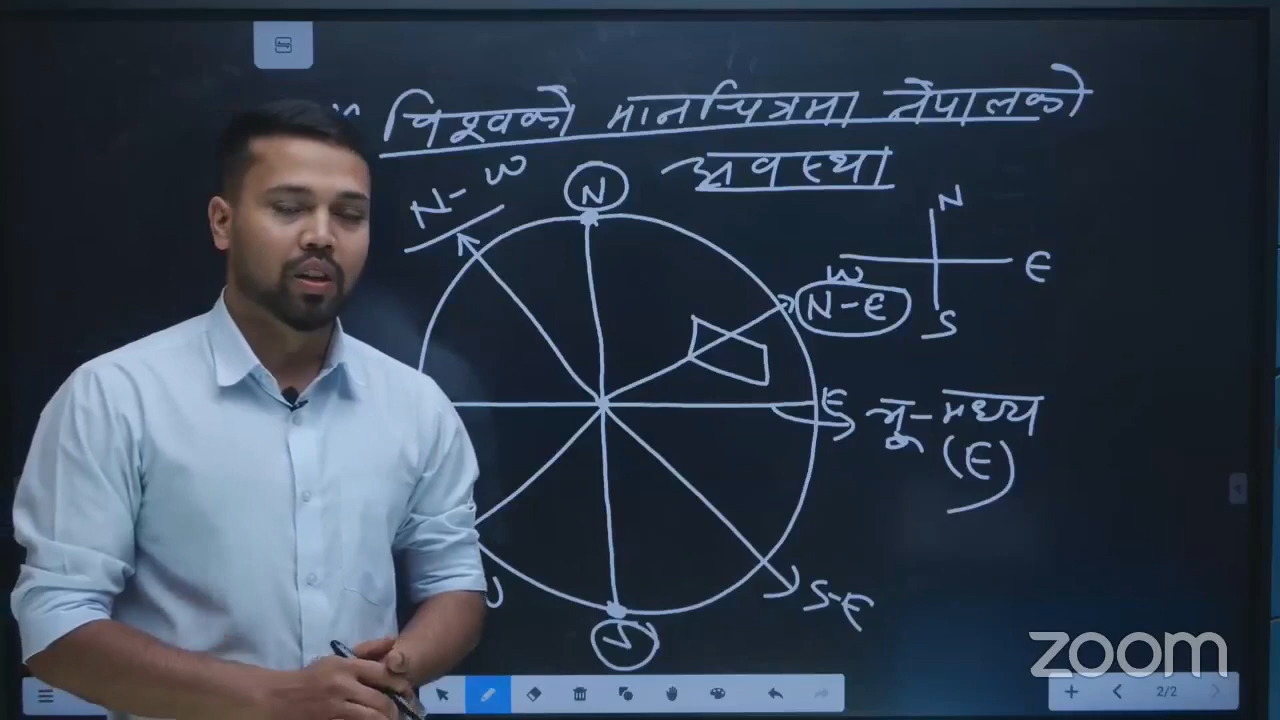 विश्वको मानचित्रमा नेपालको
अवस्था
N-W
N
N
W
E
N-E
S
E
भू-मध्य
(E)
S
S-E
zoom
2/2